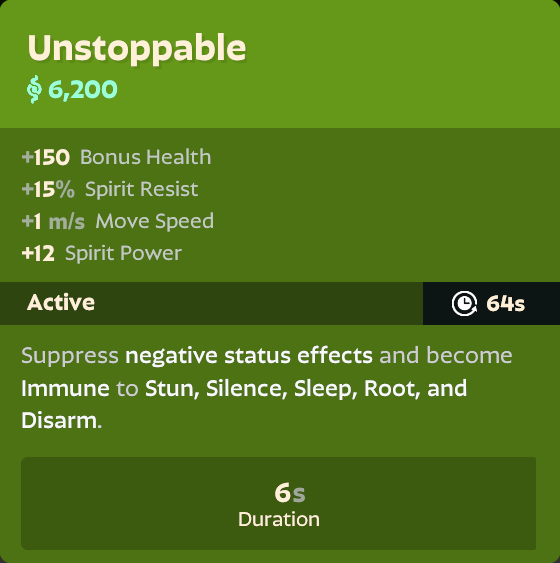 Unstoppable
6,200
+150 Bonus Health
+15% Spirit Resist
+1 m/s Move Speed
+12 Spirit Power
Active 64s
Suppress negative status effects and become
Immune to Stun, Silence, Sleep, Root, and
Disarm.
6s
Duration